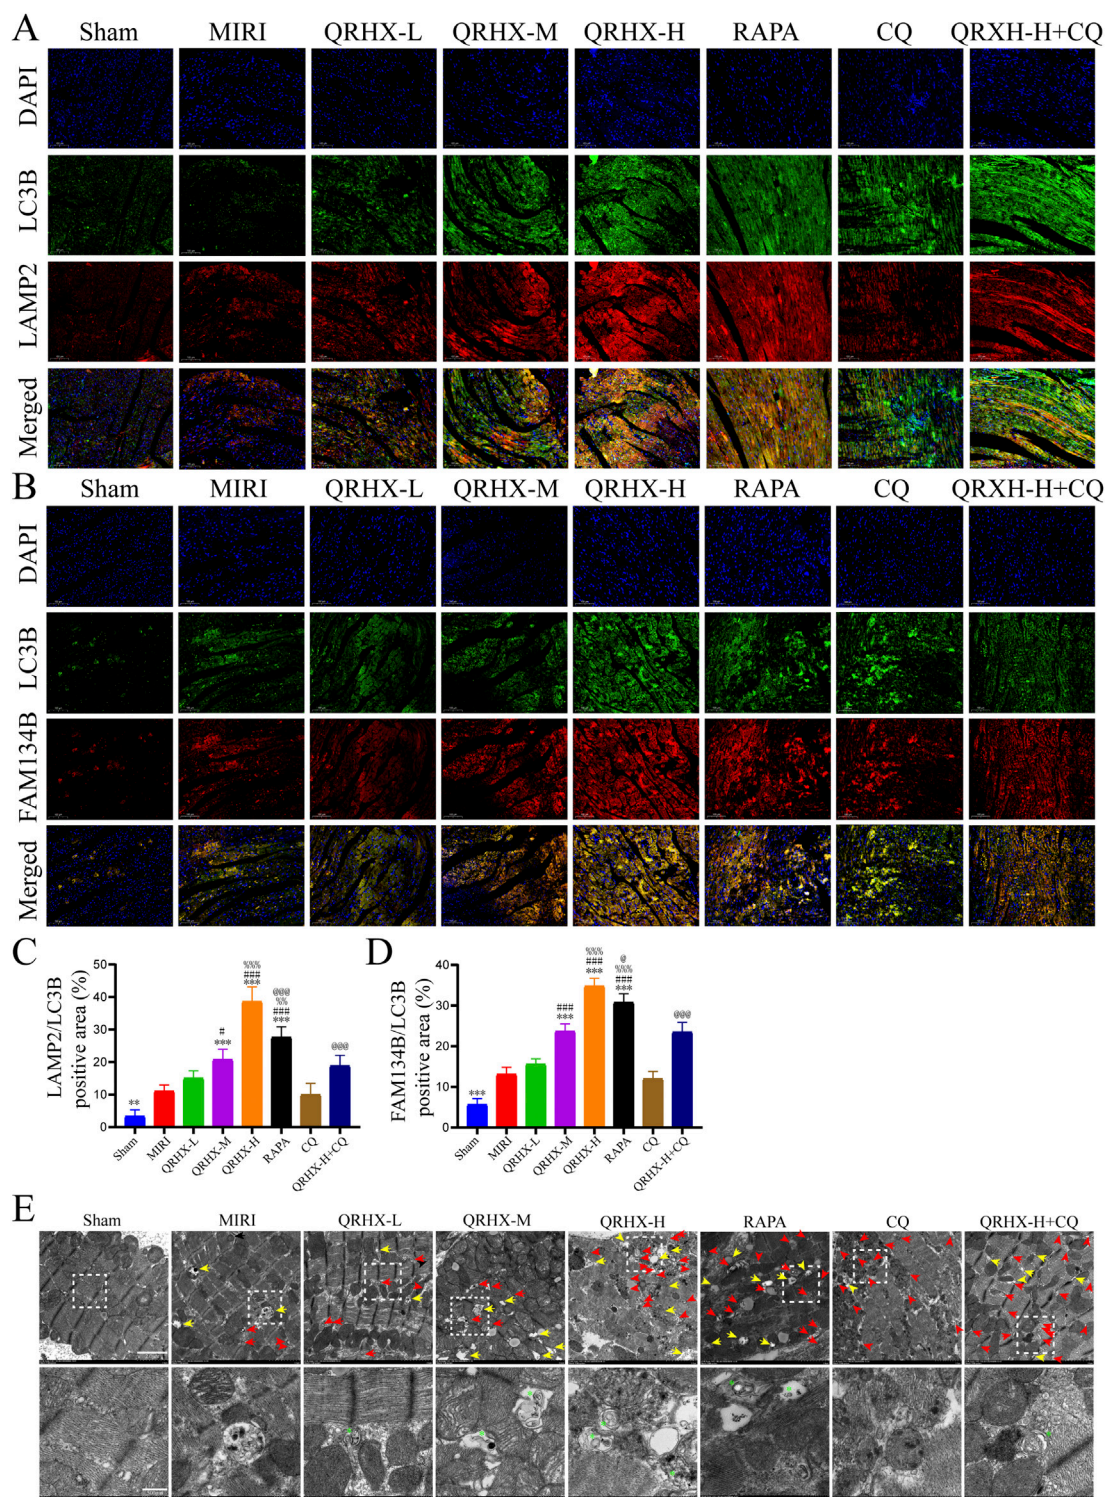 A
Sham MIRI QRHX-L QRHX-M QRHX-H RAPA CQ QRXH-H+CQ
DAPI
LC3B
LAMP2
Merged
B
Sham MIRI QRHX-L QRHX-M QRHX-H RAPA CQ QRXH-H+CQ
DAPI
LC3B
FAM134B
Merged
C
LAMP2/LC3B
positive area (%)
50
40
30
20
10
0
**
#
***
%%%
###
***
@@@
%%
###
***
@@@
Sham MIRI QRHX-L QRHX-M QRHX-H RAPA CQ QRHX-H+CQ
D
FAM134B/LC3B
positive area (%)
40
30
20
10
0
***
###
***
%%%
###
***
@
%%%
###
***
@@@
Sham MIRI QRHX-L QRHX-M QRHX-H RAPA CQ QRHX-H+CQ
E
Sham MIRI QRHX-L QRHX-M QRHX-H RAPA CQ QRHX-H+CQ